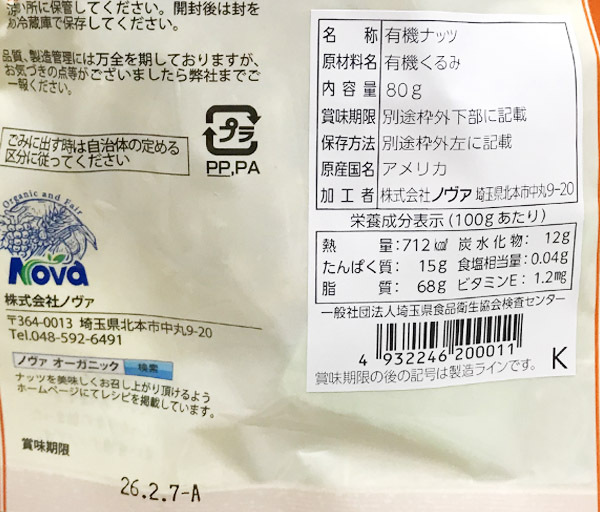 い所に保管してください。開封後は封を
お冷蔵庫で保存してください。
品質、製造管理には万全を期しておりますが、
お気づきの点等がございましたら弊社までご
一報ください。
ごみに出す時は自治体の定める
区分に従ってください
プラ
PP,PA
Organic and Fair
Nova
株式会社ノヴァ
〒364-0013 埼玉県北本市中丸9-20
Tel.048-592-6491
ノヴァ オーガニック 検索
ナッツを美味しくお召し上がり頂けるよう
ホームページにてレシピを掲載しています。
賞味期限
26.2.7-A
名 称 有機ナッツ
原材料名 有機くるみ
内容量 80g
賞味期限 別途枠外下部に記載
保存方法 別途枠外左に記載
原産国名 アメリカ
加工者 株式会社ノヴァ 埼玉県北本市中丸9-20
栄養成分表示(100gあたり)
熱 量:712㎉ 炭水化物: 12g
たんぱく質: 15g 食塩相当量:0.04g
脂 質: 68g ビタミンE: 1.2mg
一般社団法人埼玉県食品衛生協会検査センター
4 932246 200011
K
賞味期限の後の記号は製造ラインです。